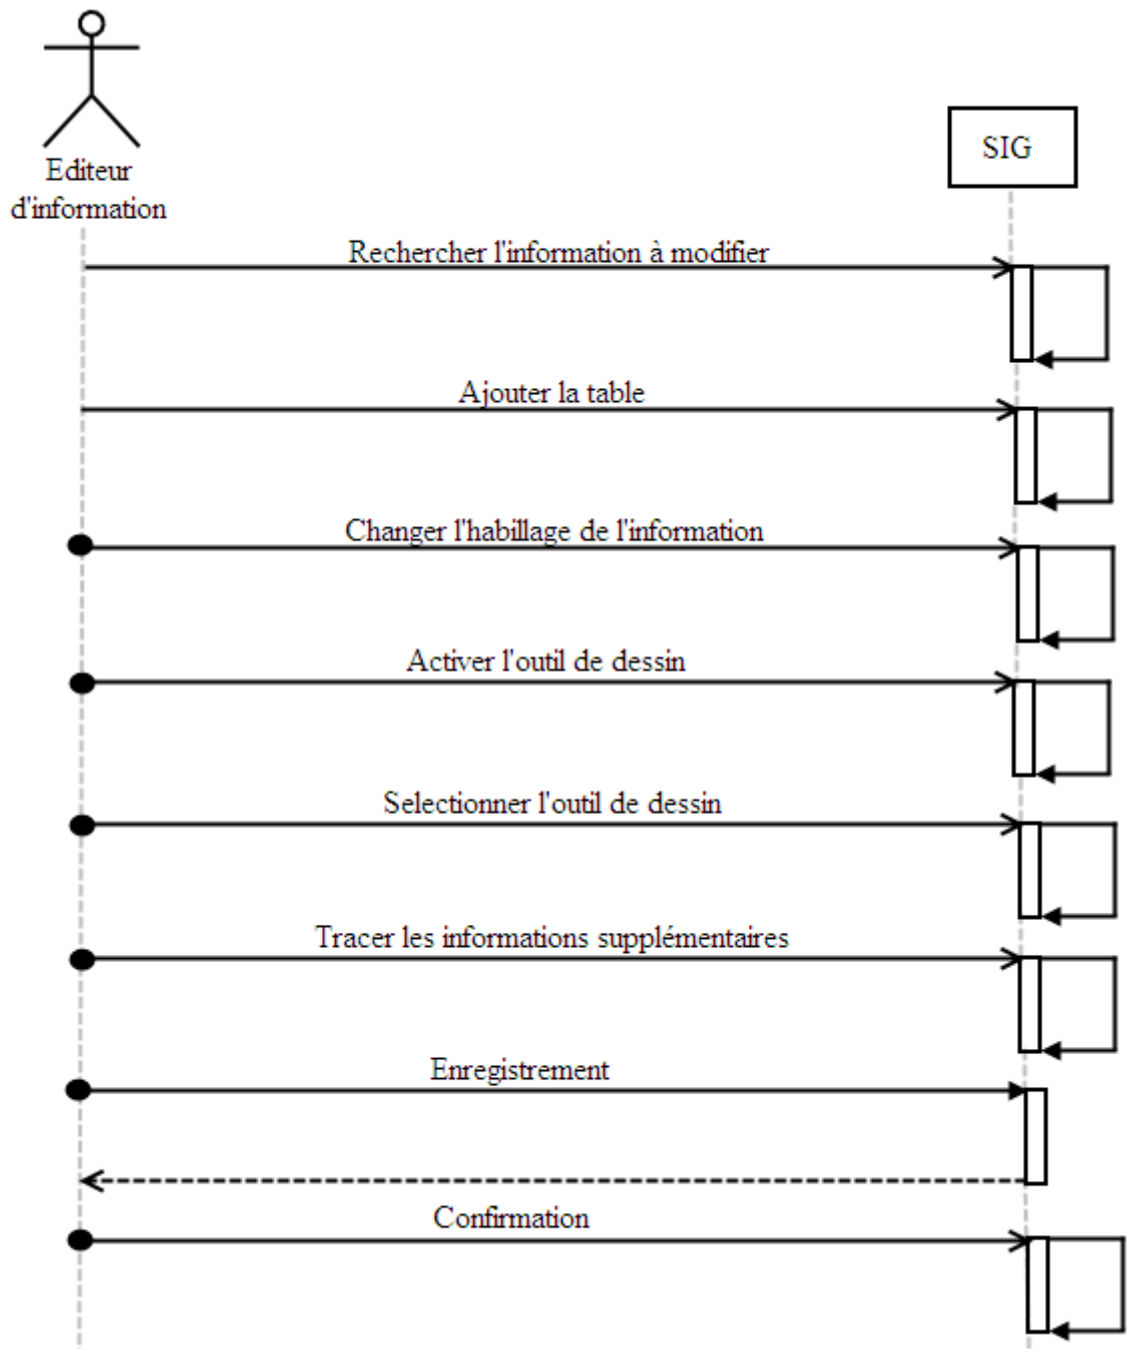 Editeur
d'information
SIG
Rechercher l'information à modifier
Ajouter la table
Changer l'habillage de l'information
Activer l'outil de dessin
Selectionner l'outil de dessin
Tracer les informations supplémentaires
Enregistrement
Confirmation